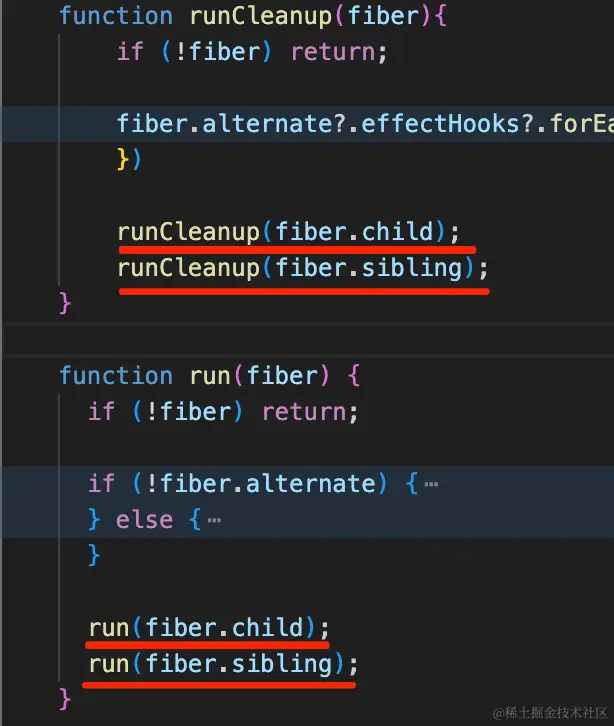 function runCleanup(fiber){
if (!fiber) return;
fiber.alternate?.effectHooks?.forEa
})
runCleanup(fiber.child);
runCleanup(fiber.sibling);
}
function run(fiber) {
if (!fiber) return;
if (!fiber.alternate) {⋯
} else {⋯
}
run(fiber.child);
run(fiber.sibling);
}
@稀土掘金技术社区